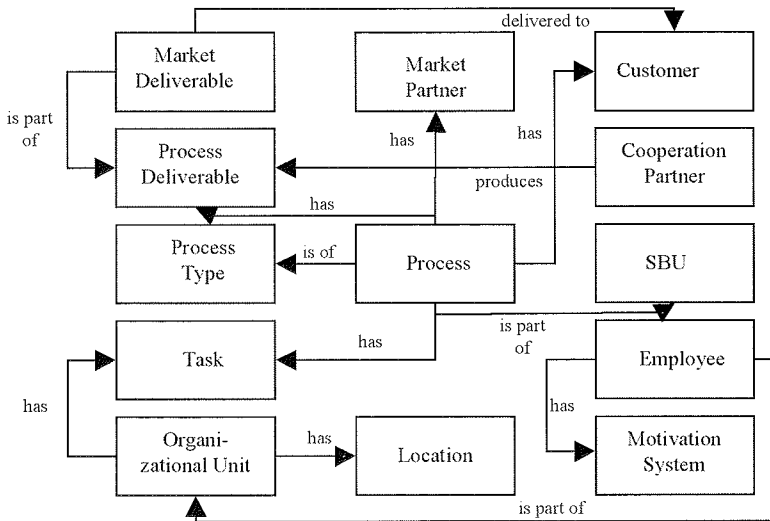 delivered to
Market
Deliverable
Market
Partner
Customer
is part
of
has
has
Process
Deliverable
Cooperation
Partner
produces
has
Process
Type
is of
Process
SBU
is part
of
Task
has
Employee
has
has
Organi-
zational Unit
has
Location
Motivation
System
is part of